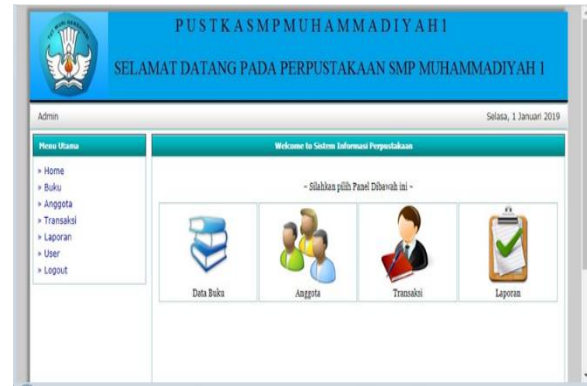 P U S T K A S M P M U H A M M A D I Y A H 1
SELAMAT DATANG PADA PERPUSTAKAAN SMP MUHAMMADIYAH 1
Admin
Selasa, 1 Januari 2019
Menu Utama
» Home
» Buku
» Anggota
» Transaksi
» Laporan
» User
» Logout
Welcome to Sistem Informasi Perpustakaan
~ Silahkan pilih Panel Dibawah ini ~
Data Buku
Anggota
Transaksi
Laporan